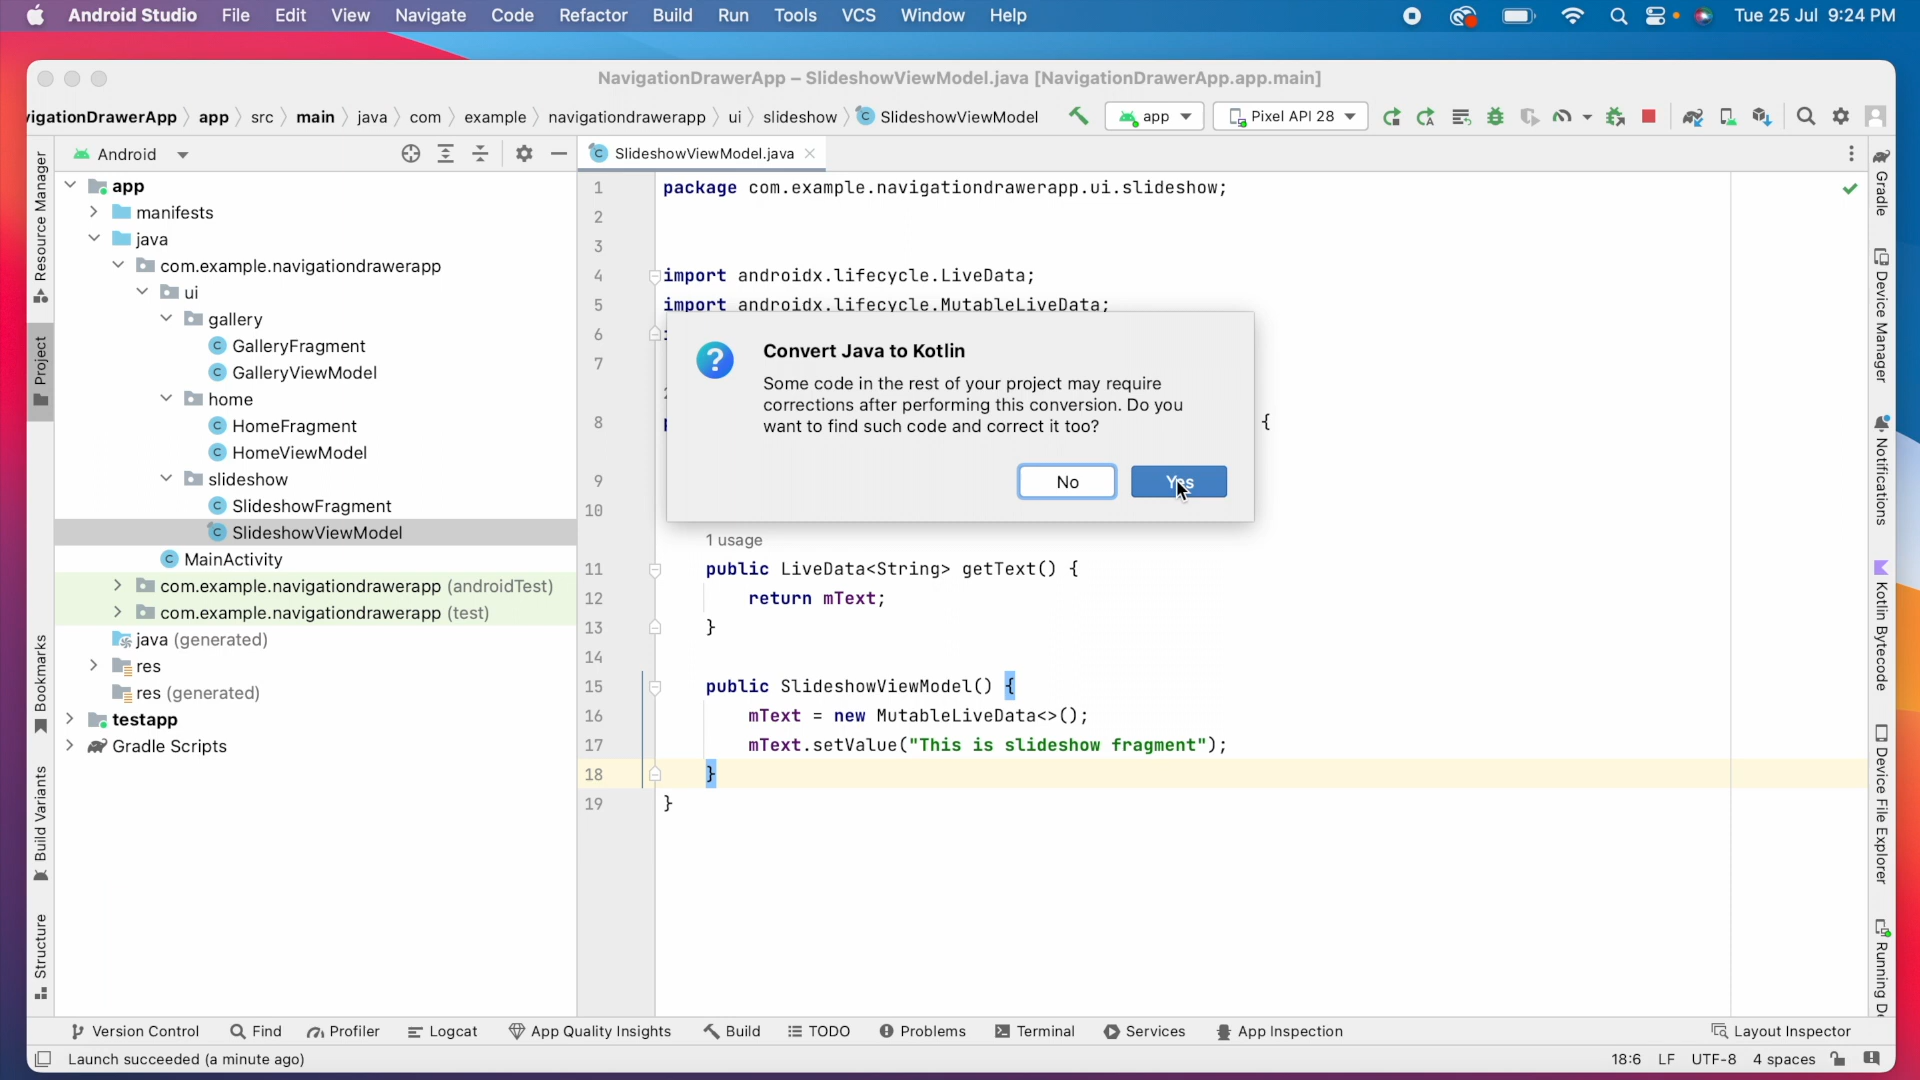 Android Studio File Edit View Navigate Code Refactor Build Run Tools VCS Window Help Tue 25 Jul 9:24 PM
NavigationDrawerApp – SlideshowViewModel.java [NavigationDrawerApp.app.main]
vigationDrawerApp app src main java com example navigationdrawerapp ui slideshow SlideshowViewModel app Pixel API 28
Android
SlideshowViewModel.java
Resource Manager
Project
Bookmarks
Build Variants
Structure
app
manifests
java
com.example.navigationdrawerapp
ui
gallery
GalleryFragment
GalleryViewModel
home
HomeFragment
HomeViewModel
slideshow
SlideshowFragment
SlideshowViewModel
MainActivity
com.example.navigationdrawerapp (androidTest)
com.example.navigationdrawerapp (test)
java (generated)
res
res (generated)
testapp
Gradle Scripts
1 package com.example.navigationdrawerapp.ui.slideshow;
2
3
4 import androidx.lifecycle.LiveData;
5 import androidx.lifecycle.MutableLiveData;
6
7
8 {
9
10
Convert Java to Kotlin
Some code in the rest of your project may require
corrections after performing this conversion. Do you
want to find such code and correct it too?
No Yes
1 usage
11 public LiveData<String> getText() {
12 return mText;
13 }
14
15 public SlideshowViewModel() {
16 mText = new MutableLiveData<>();
17 mText.setValue("This is slideshow fragment");
18 }
19 }
Gradle
Device Manager
Notifications
Kotlin Bytecode
Device File Explorer
Running De
Version Control Find Profiler Logcat App Quality Insights Build TODO Problems Terminal Services App Inspection Layout Inspector
Launch succeeded (a minute ago) 18:6 LF UTF-8 4 spaces